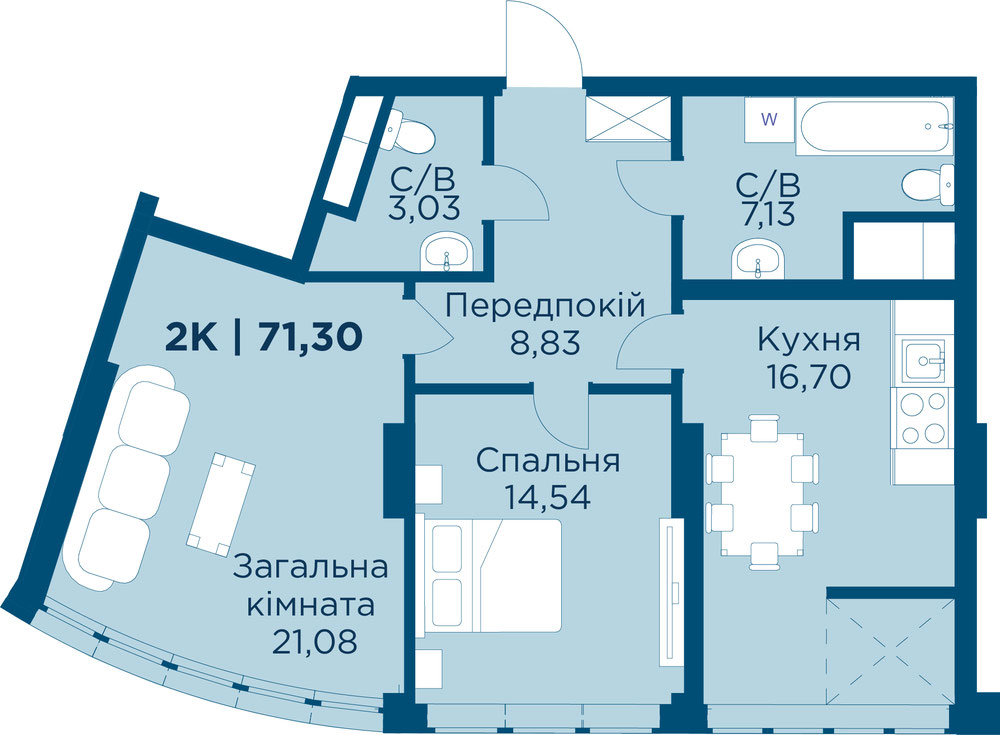 W
С/В
3,03
С/В
7,13
2К | 71,30
Передпокій
8,83
Кухня
16,70
Спальня
14,54
Загальна
кімната
21,08